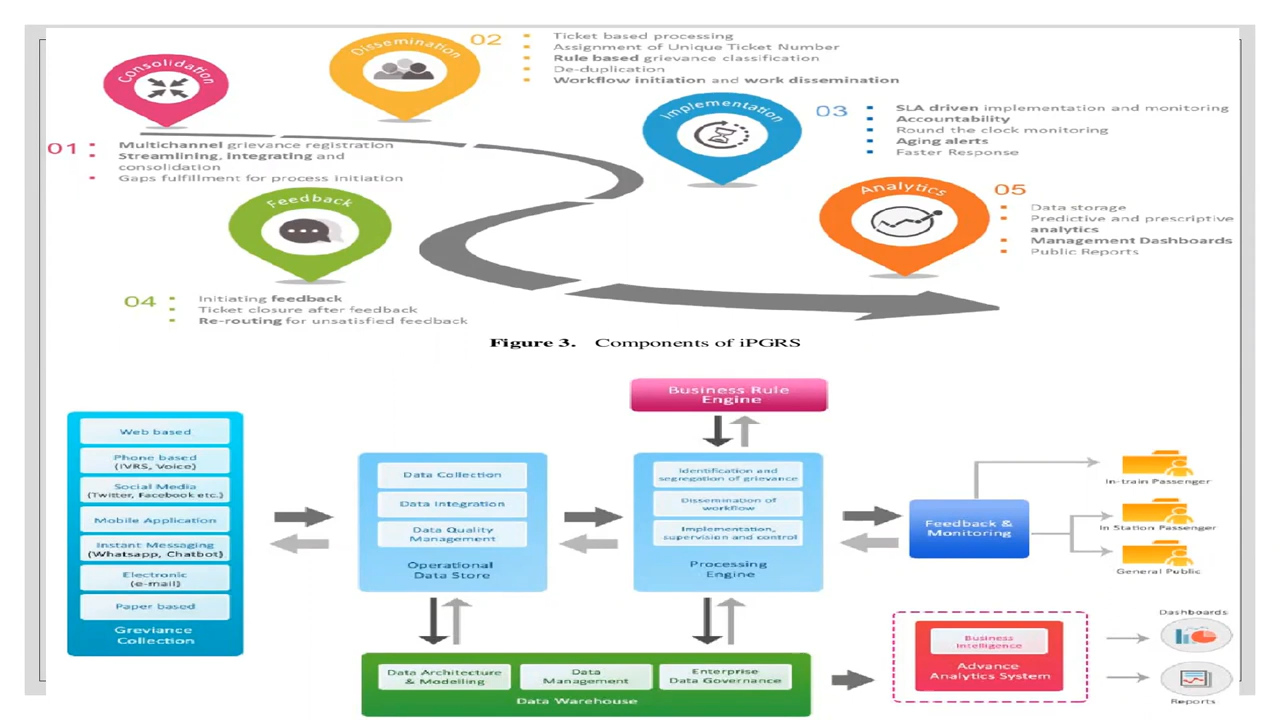 Consolidation
01
Multichannel grievance registration
Streamlining, integrating and
consolidation
Gaps fulfillment for process initiation
Dissemination
02
Ticket based processing
Assignment of Unique Ticket Number
Rule based grievance classification
De-duplication
Workflow initiation and work dissemination
Implementation
03
SLA driven implementation and monitoring
Accountability
Round the clock monitoring
Aging alerts
Faster Response
Feedback
04
Initiating feedback
Ticket closure after feedback
Re-routing for unsatisfied feedback
Analytics
05
Data storage
Predictive and prescriptive
analytics
Management Dashboards
Public Reports
Figure 3. Components of iPGRS
Web based
Phone based
(IVRS, Voice)
Social Media
(Twitter, Facebook etc.)
Mobile Application
Instant Messaging
(Whatsapp, Chatbot)
Electronic
(e-mail)
Paper based
Greviance
Collection
Data Collection
Data Integration
Data Quality
Management
Operational
Data Store
Business Rule
Engine
Identification and
segregation of grievance
Dissemination of
workflow
Implementation,
supervision and control
Processing
Engine
Feedback &
Monitoring
In-train Passenger
In Station Passenger
General Public
Data Architecture
& Modelling
Data
Management
Enterprise
Data Governance
Data Warehouse
Business
Intelligence
Advance
Analytics System
Dashboards
Reports